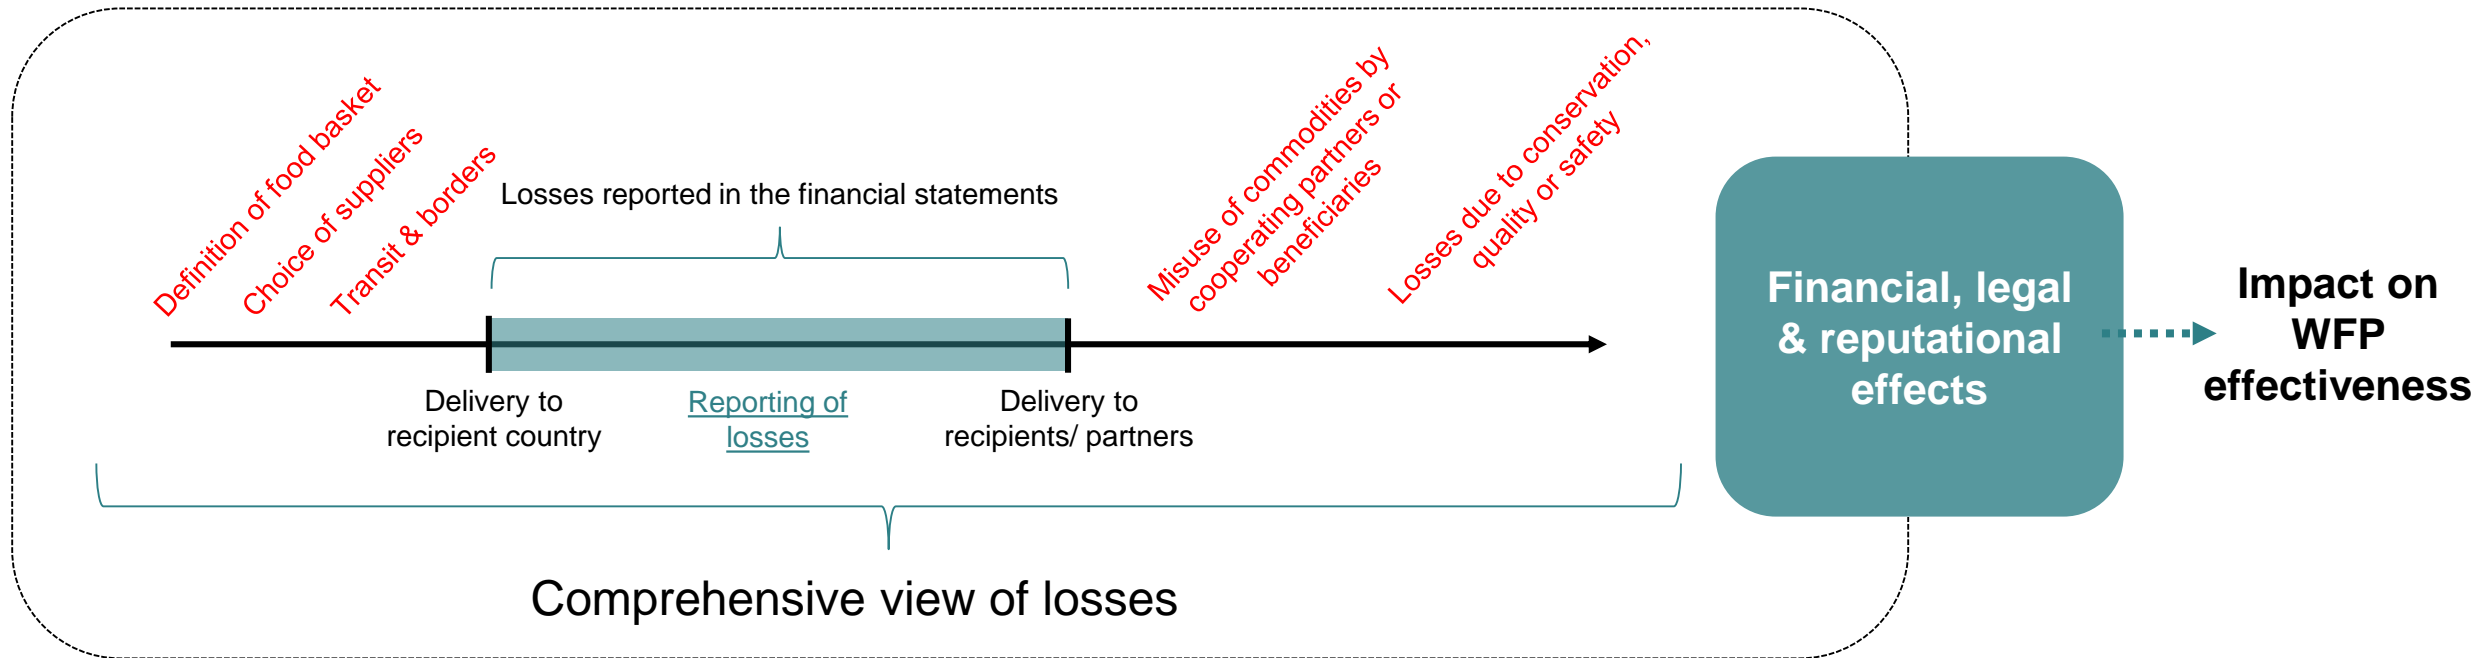 Definition of food basket
Choice of suppliers
Transit & borders
Losses reported in the financial statements
Misuse of commodities by
cooperating partners or
beneficiaries
Losses due to conservation,
quality or safety
Delivery to
recipient country
Reporting of
losses
Delivery to
recipients/ partners
Comprehensive view of losses
Financial, legal
& reputational
effects
Impact on
WFP
effectiveness